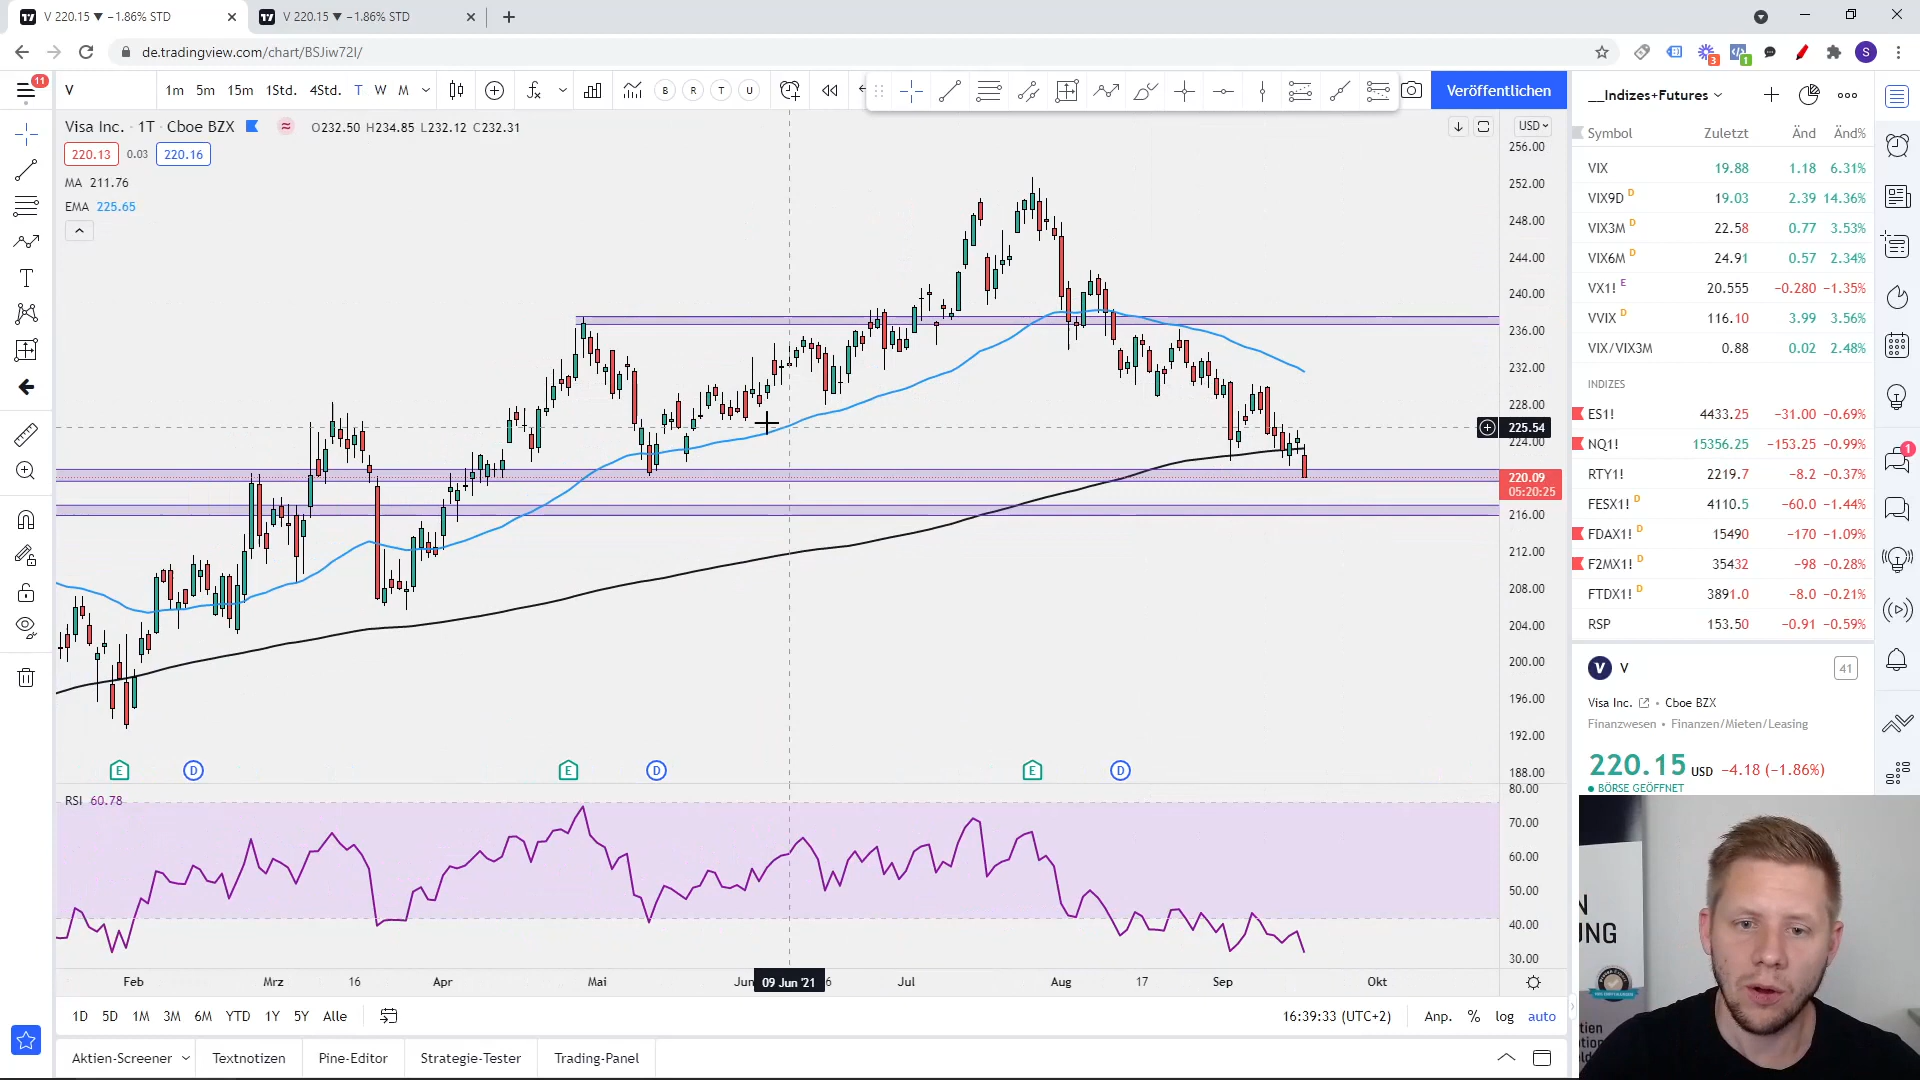 V 220.15 ▼ −1.86% STD
V 220.15 ▼ −1.86% STD
de.tradingview.com/chart/BSJiw72l/
S
11
V
1m 5m 15m 1Std. 4Std. T W M
B R T U
Veröffentlichen
__Indizes+Futures
Visa Inc. · 1T · Cboe BZX O232.50 H234.85 L232.12 C232.31
220.13 0.03 220.16
MA 211.76
EMA 225.65
USD
256.00
252.00
248.00
244.00
240.00
236.00
232.00
228.00
225.54
224.00
220.09
05:20:25
216.00
212.00
208.00
204.00
200.00
196.00
192.00
188.00
E D E D E D
RSI 60.78
80.00
70.00
60.00
50.00
40.00
30.00
Feb Mrz 16 Apr Mai Jun 09 Jun '21 6 Jul Aug 17 Sep Okt
1D 5D 1M 3M 6M YTD 1Y 5Y Alle
16:39:33 (UTC+2) Anp. % log auto
Aktien-Screener Textnotizen Pine-Editor Strategie-Tester Trading-Panel
Symbol Zuletzt Änd Änd%
VIX 19.88 1.18 6.31%
VIX9D D 19.03 2.39 14.36%
VIX3M D 22.58 0.77 3.53%
VIX6M D 24.91 0.57 2.34%
VX1! E 20.555 −0.280 −1.35%
VVIX D 116.10 3.99 3.56%
VIX/VIX3M 0.88 0.02 2.48%
INDIZES
ES1! 4433.25 −31.00 −0.69%
NQ1! 15356.25 −153.25 −0.99%
RTY1! 2219.7 −8.2 −0.37%
FESX1! D 4110.5 −60.0 −1.44%
FDAX1! D 15490 −170 −1.09%
F2MX1! D 35432 −98 −0.28%
FTDX1! D 3891.0 −8.0 −0.21%
RSP 153.50 −0.91 −0.59%
V V 41
Visa Inc. • Cboe BZX
Finanzwesen • Finanzen/Mieten/Leasing
220.15 USD −4.18 (−1.86%)
BÖRSE GEÖFFNET
3
1
1